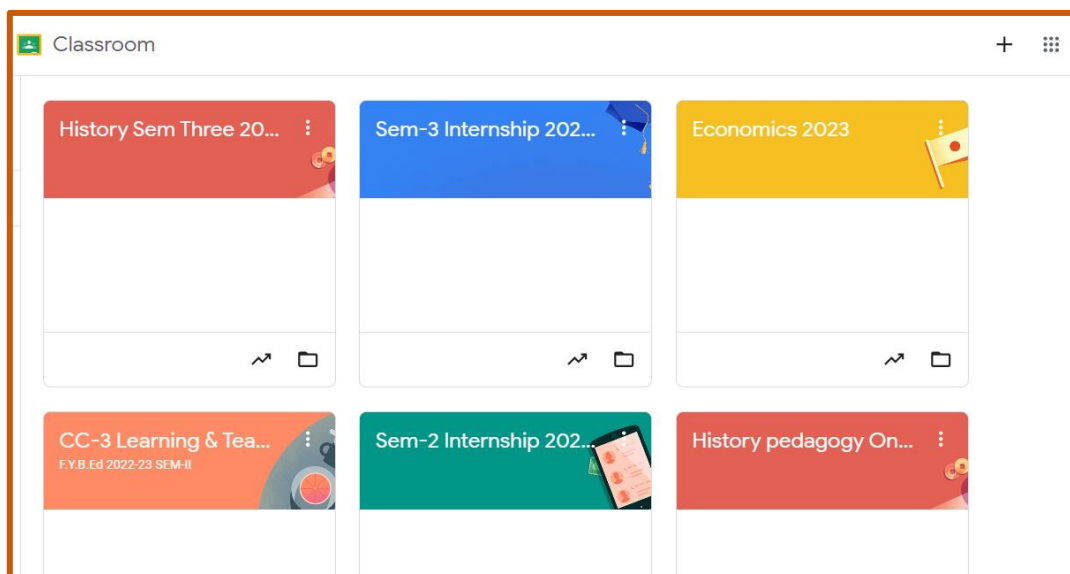 Classroom
History Sem Three 20...
Sem-3 Internship 202...
Economics 2023
CC-3 Learning & Tea...
F.Y.B.Ed 2022-23 SEM-II
Sem-2 Internship 202...
History pedagogy On...